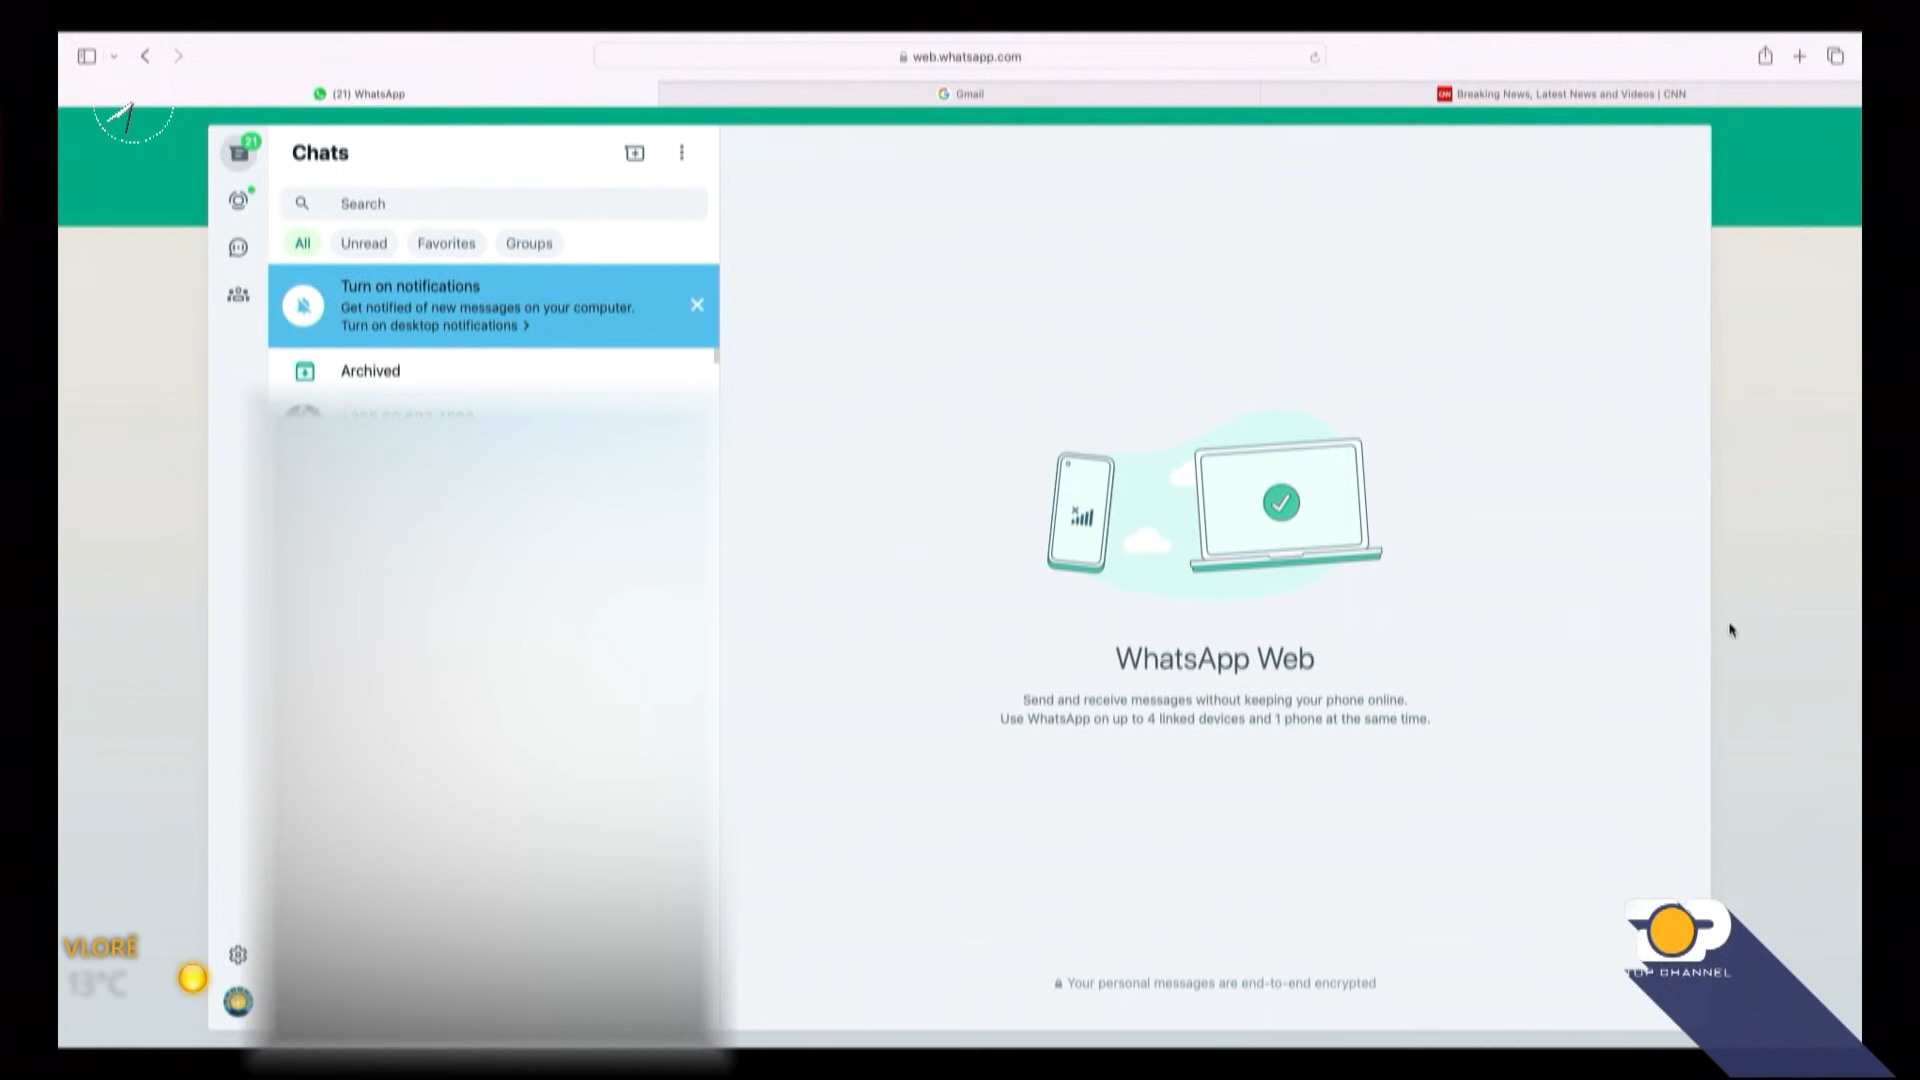 web.whatsapp.com
(21) WhatsApp
Gmail
CNN Breaking News, Latest News and Videos | CNN
21
Chats
Search
All Unread Favorites Groups
Turn on notifications
Get notified of new messages on your computer.
Turn on desktop notifications >
Archived
WhatsApp Web
Send and receive messages without keeping your phone online.
Use WhatsApp on up to 4 linked devices and 1 phone at the same time.
Your personal messages are end-to-end encrypted
VLORË
13°C
TOP CHANNEL